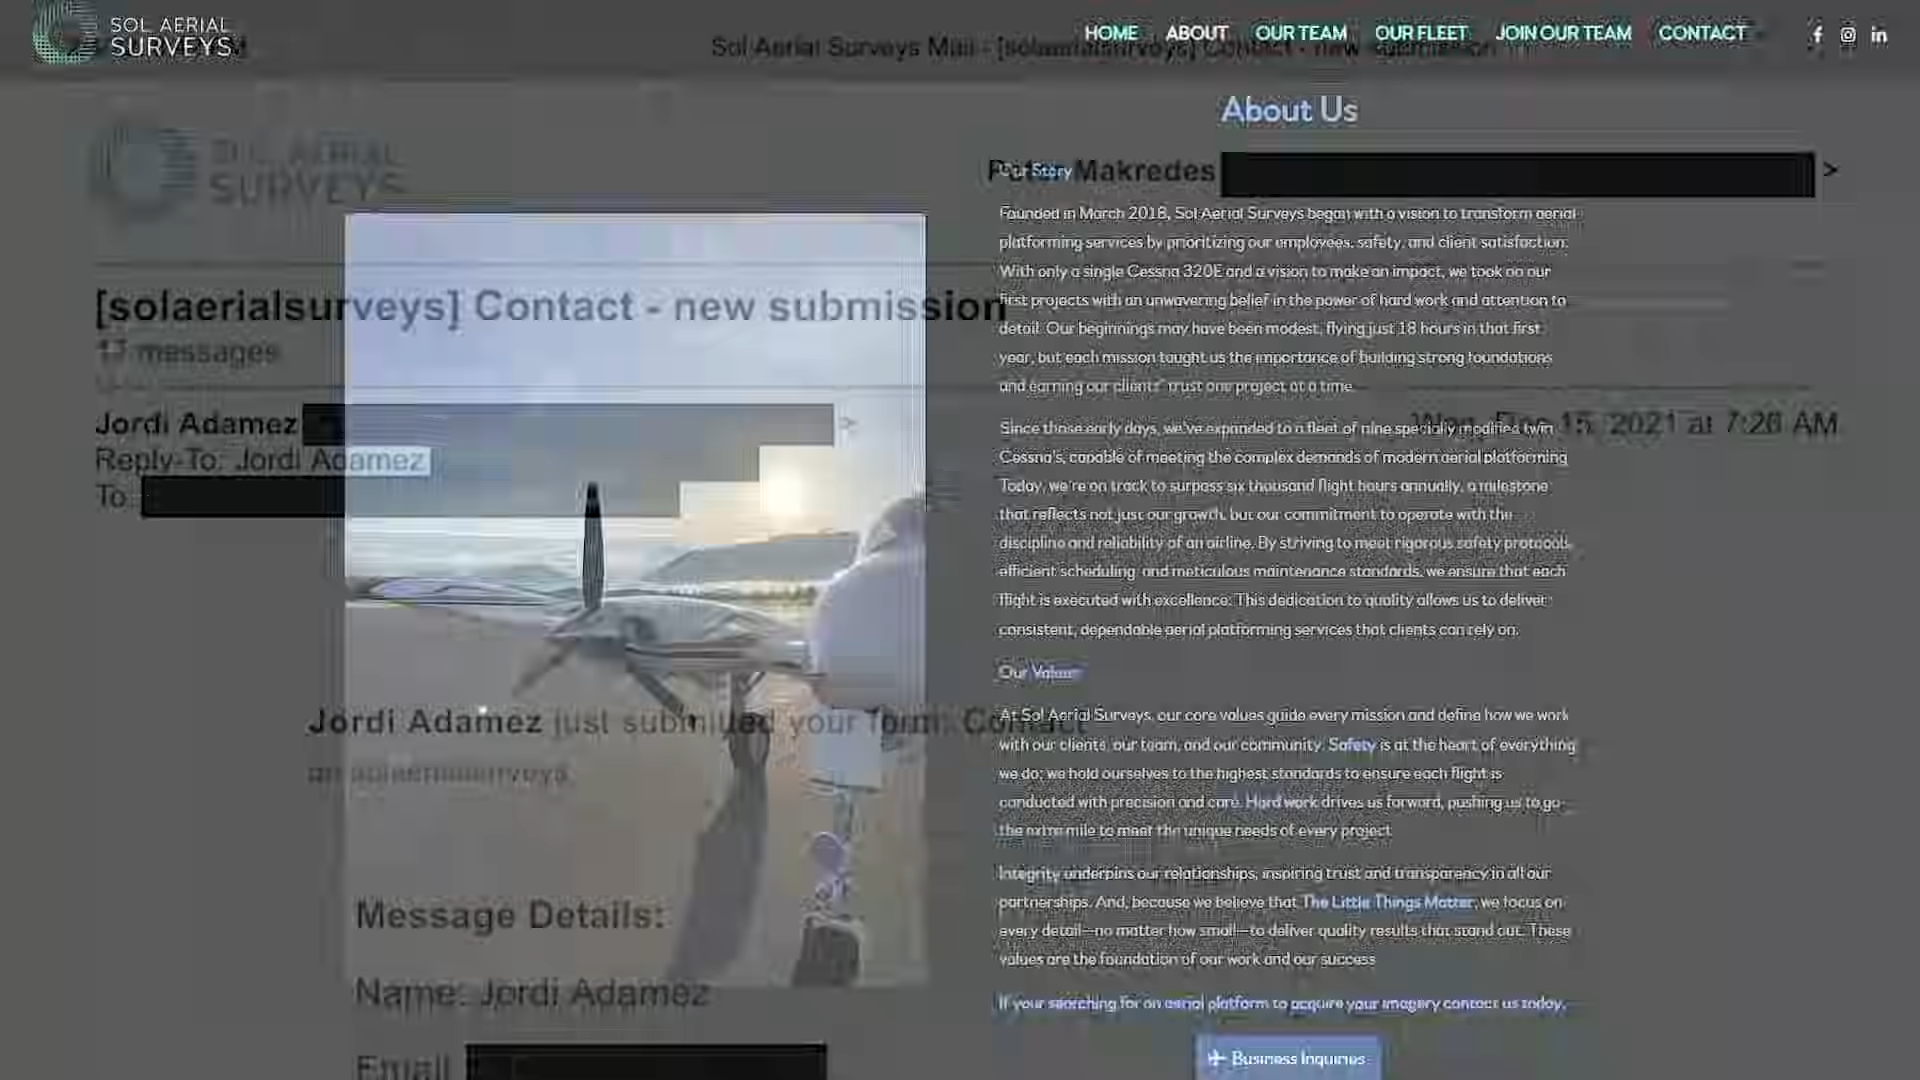 SOL AERIAL
SURVEYS
HOME ABOUT OUR TEAM OUR FLEET JOIN OUR TEAM CONTACT
Sol Aerial Surveys Mail - [solaerialsurveys] Contact - new submission
SOL AERIAL
SURVEYS
[solaerialsurveys] Contact - new submission
17 messages
Peter Makredes >
Jordi Adamez >
Wed, Dec 15, 2021 at 7:28 AM
Reply-To: Jordi Adamez
To:
Jordi Adamez just submitted your form: Contact
on solaerialsurveys
Message Details:
Name: Jordi Adamez
Email
About Us
Our Story
Founded in March 2018, Sol Aerial Surveys began with a vision to transform aerial
platforming services by prioritizing our employees, safety, and client satisfaction.
With only a single Cessna 320E and a vision to make an impact, we took on our
first projects with an unwavering belief in the power of hard work and attention to
detail. Our beginnings may have been modest, flying just 18 hours in that first
year, but each mission taught us the importance of building strong foundations
and earning our clients' trust one project at a time.
Since those early days, we've expanded to a fleet of nine specially modified twin
Cessna's, capable of meeting the complex demands of modern aerial platforming
Today, we're on track to surpass six thousand flight hours annually, a milestone
that reflects not just our growth, but our commitment to operate with the
discipline and reliability of an airline. By striving to meet rigorous safety protocols,
efficient scheduling, and meticulous maintenance standards, we ensure that each
flight is executed with excellence. This dedication to quality allows us to deliver
consistent, dependable aerial platforming services that clients can rely on.
Our Values
At Sol Aerial Surveys, our core values guide every mission and define how we work
with our clients, our team, and our community. Safety is at the heart of everything
we do; we hold ourselves to the highest standards to ensure each flight is
conducted with precision and care. Hard work drives us forward, pushing us to go
the extra mile to meet the unique needs of every project.
Integrity underpins our relationships, inspiring trust and transparency in all our
partnerships. And, because we believe that The Little Things Matter, we focus on
every detail—no matter how small—to deliver quality results that stand out. These
values are the foundation of our work and our success
If your searching for an aerial platform to acquire your imagery contact us today.
Business Inquiries